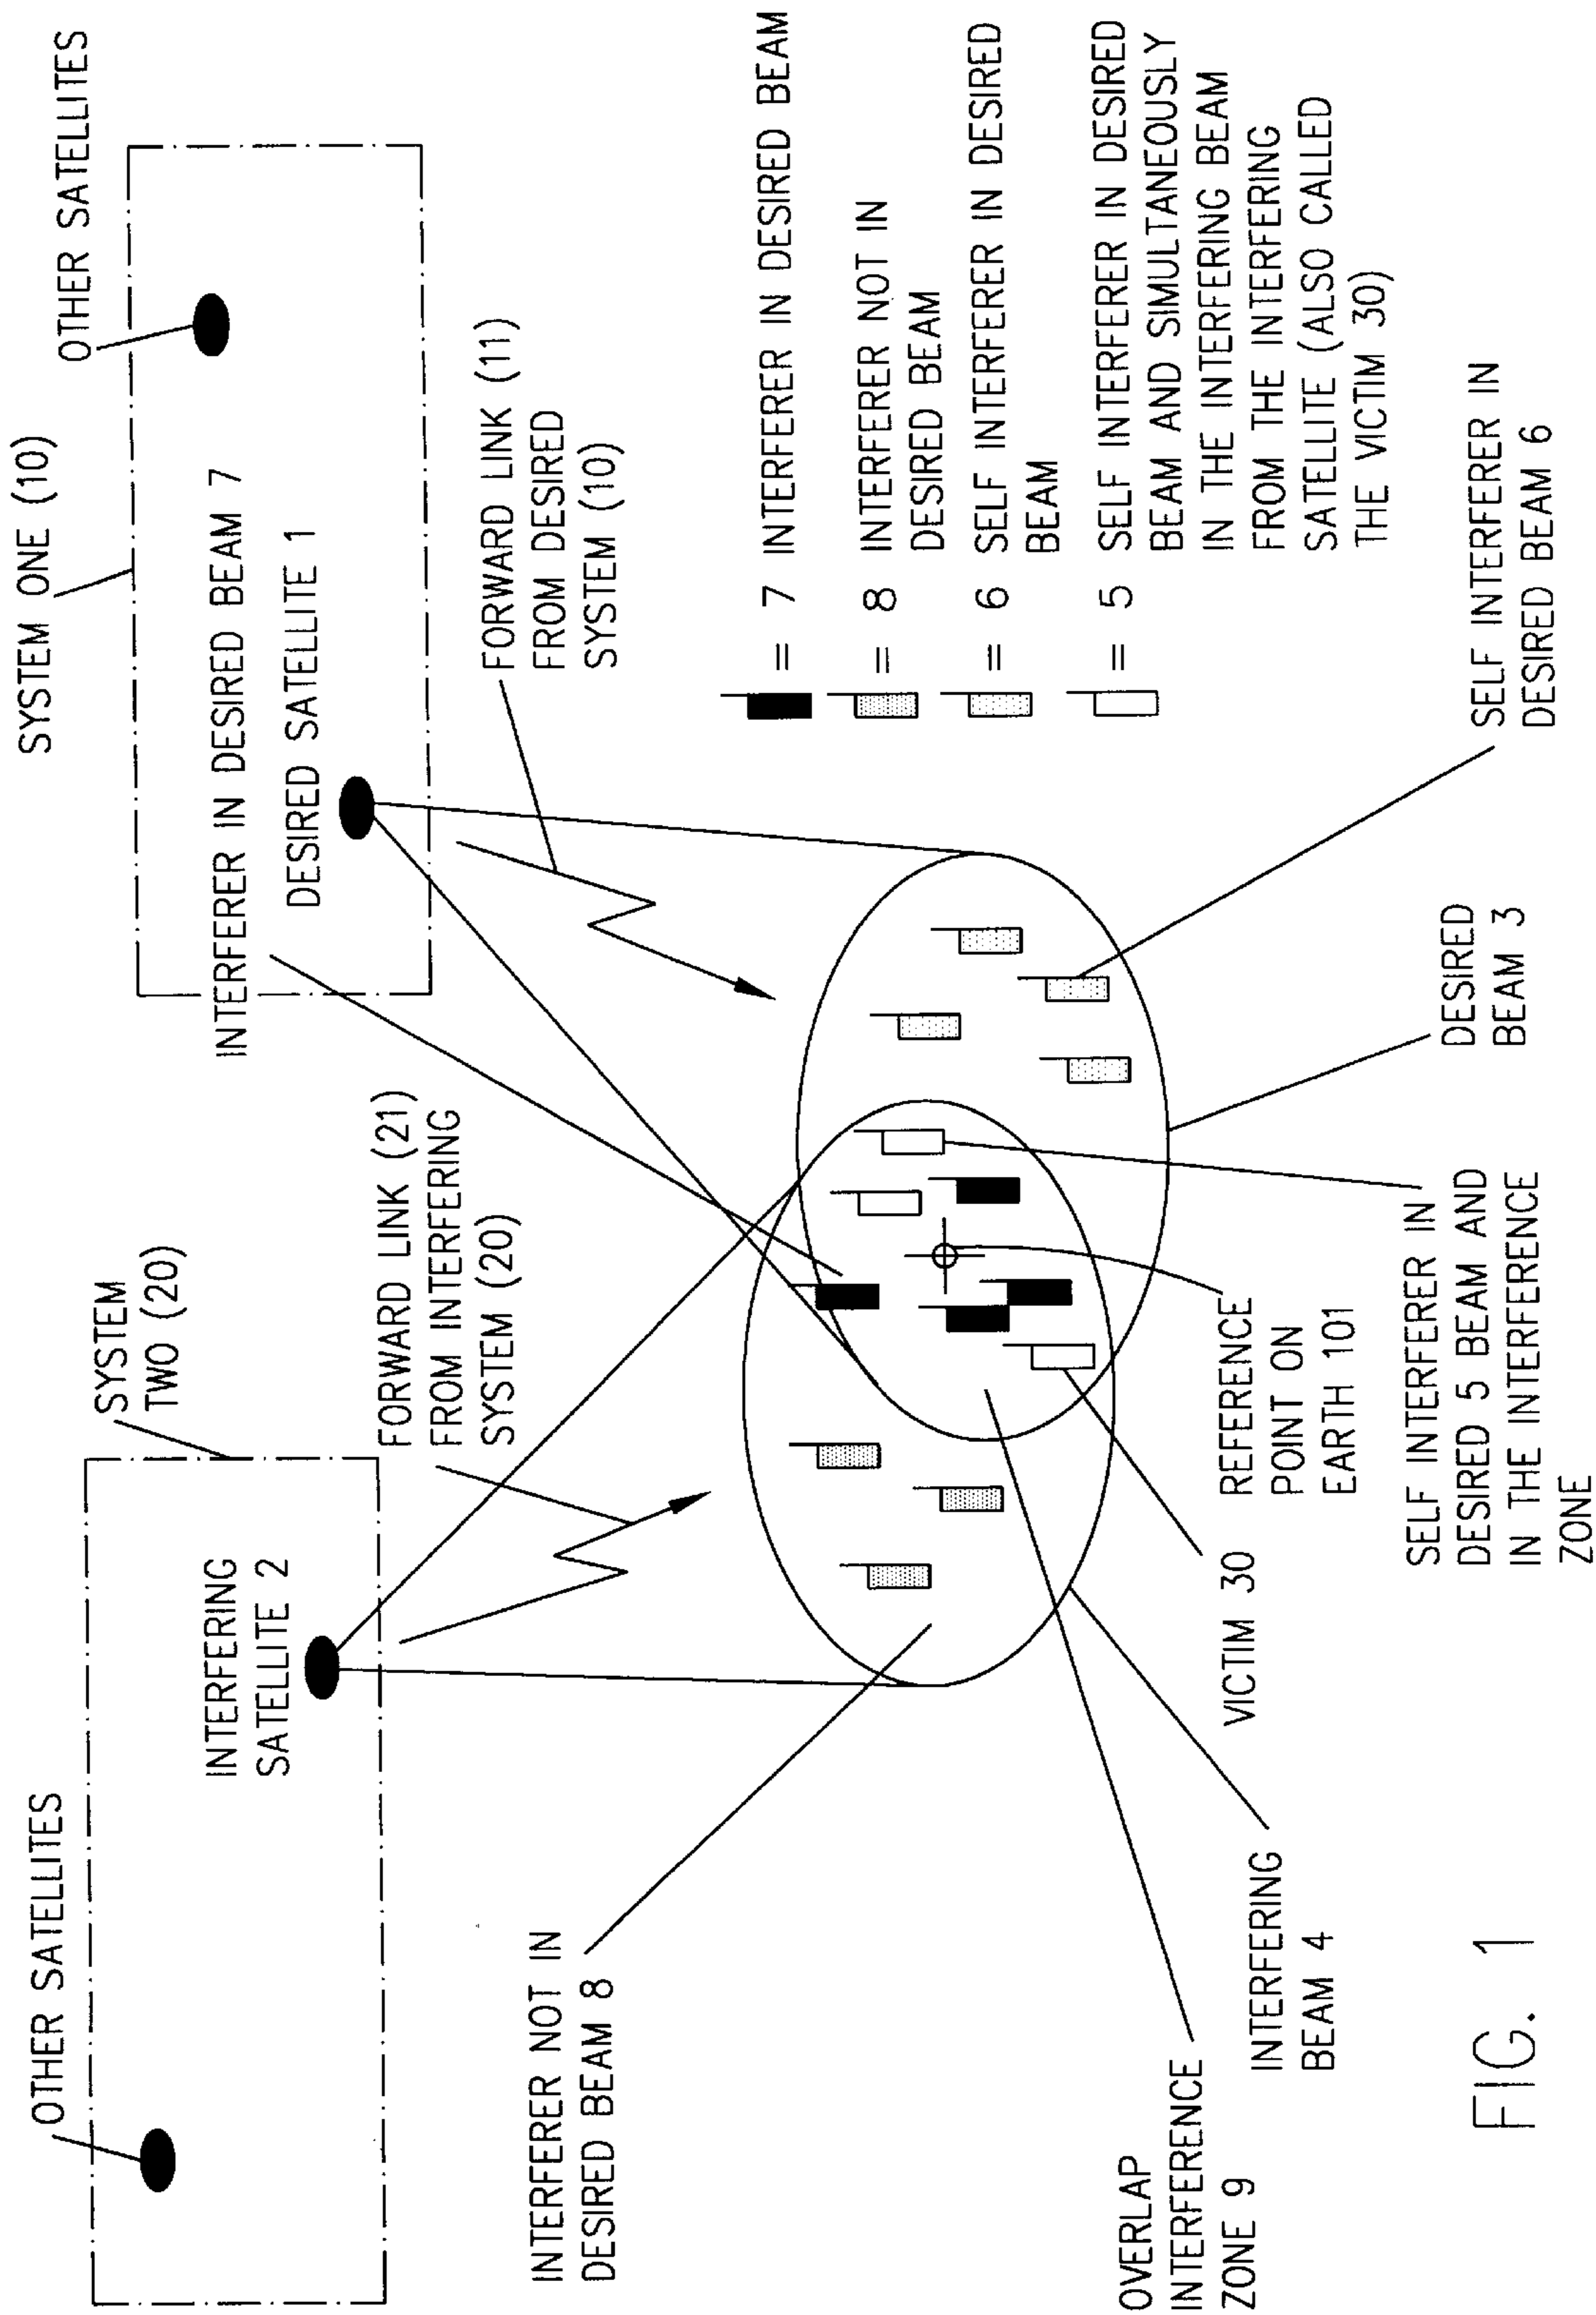 OTHER SATELLITES
SYSTEM
TWO (20)
SYSTEM ONE (10)
OTHER SATELLITES
INTERFERING
SATELLITE 2
INTERFERER IN DESIRED BEAM 7
DESIRED SATELLITE 1
FORWARD LINK (21)
FROM INTERFERING
SYSTEM (20)
FORWARD LINK (11)
FROM DESIRED
SYSTEM (10)
INTERFERER NOT IN
DESIRED BEAM 8
= 7 INTERFERER IN DESIRED BEAM
= 8 INTERFERER NOT IN
DESIRED BEAM
= 6 SELF INTERFERER IN DESIRED
BEAM
= 5 SELF INTERFERER IN DESIRED
BEAM AND SIMULTANEOUSLY
IN THE INTERFERING BEAM
FROM THE INTERFERING
SATELLITE (ALSO CALLED
THE VICTIM 30)
OVERLAP
INTERFERENCE
ZONE 9
INTERFERING
BEAM 4
VICTIM 30
REFERENCE
POINT ON
EARTH 101
SELF INTERFERER IN
DESIRED 5 BEAM AND
IN THE INTERFERENCE
ZONE
DESIRED
BEAM 3
SELF INTERFERER IN
DESIRED BEAM 6
FIG. 1